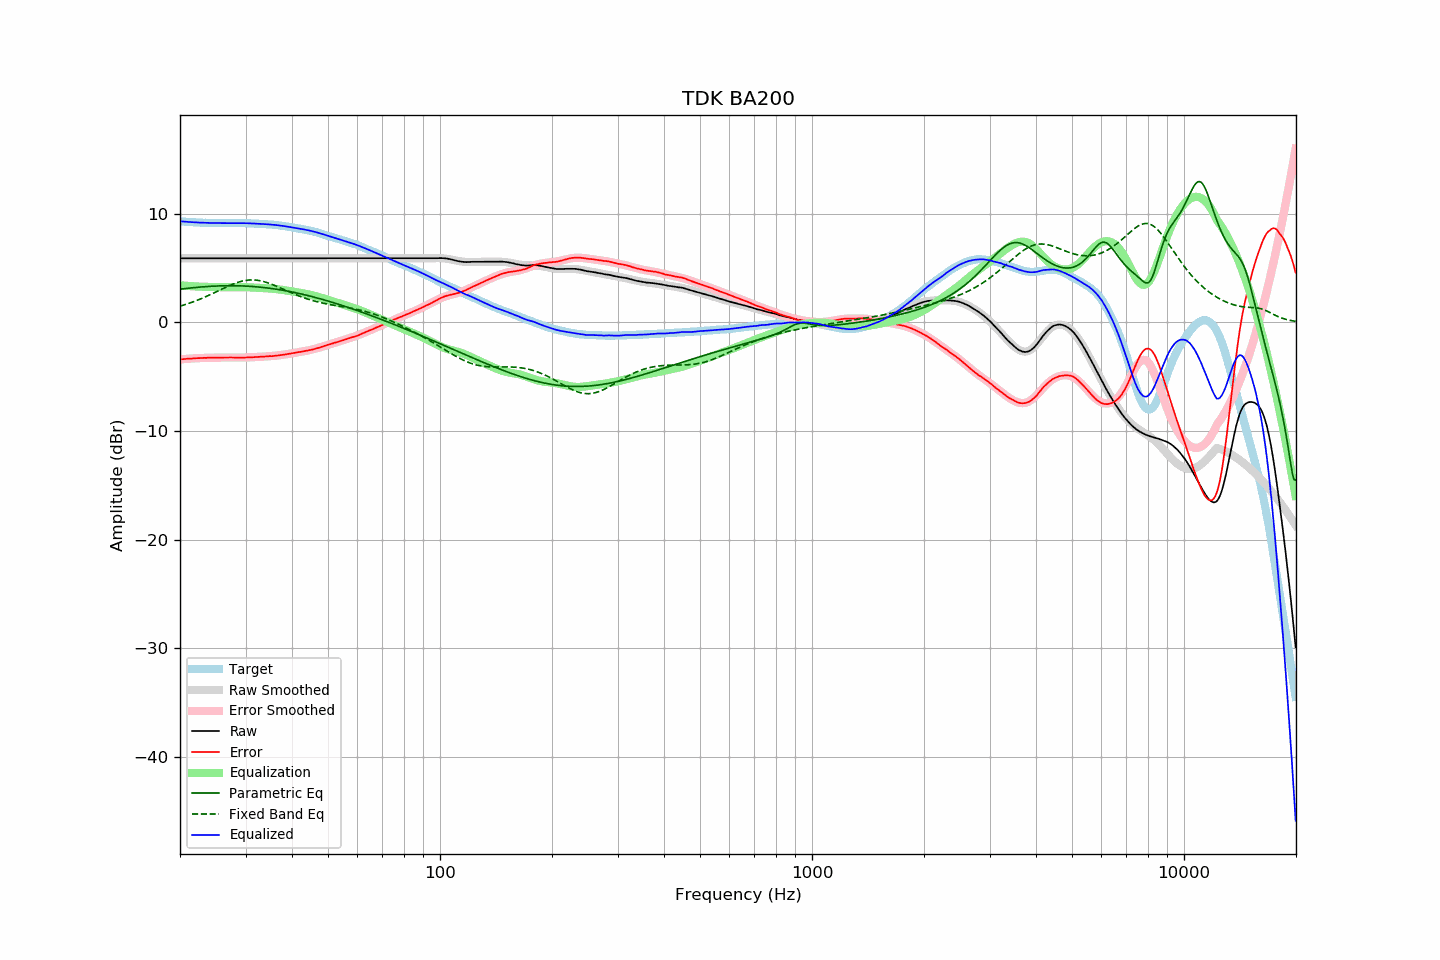 TDK BA200
Amplitude (dBr)
10
0
−10
−20
−30
−40
Target
Raw Smoothed
Error Smoothed
Raw
Error
Equalization
Parametric Eq
Fixed Band Eq
Equalized
100
1000
10000
Frequency (Hz)